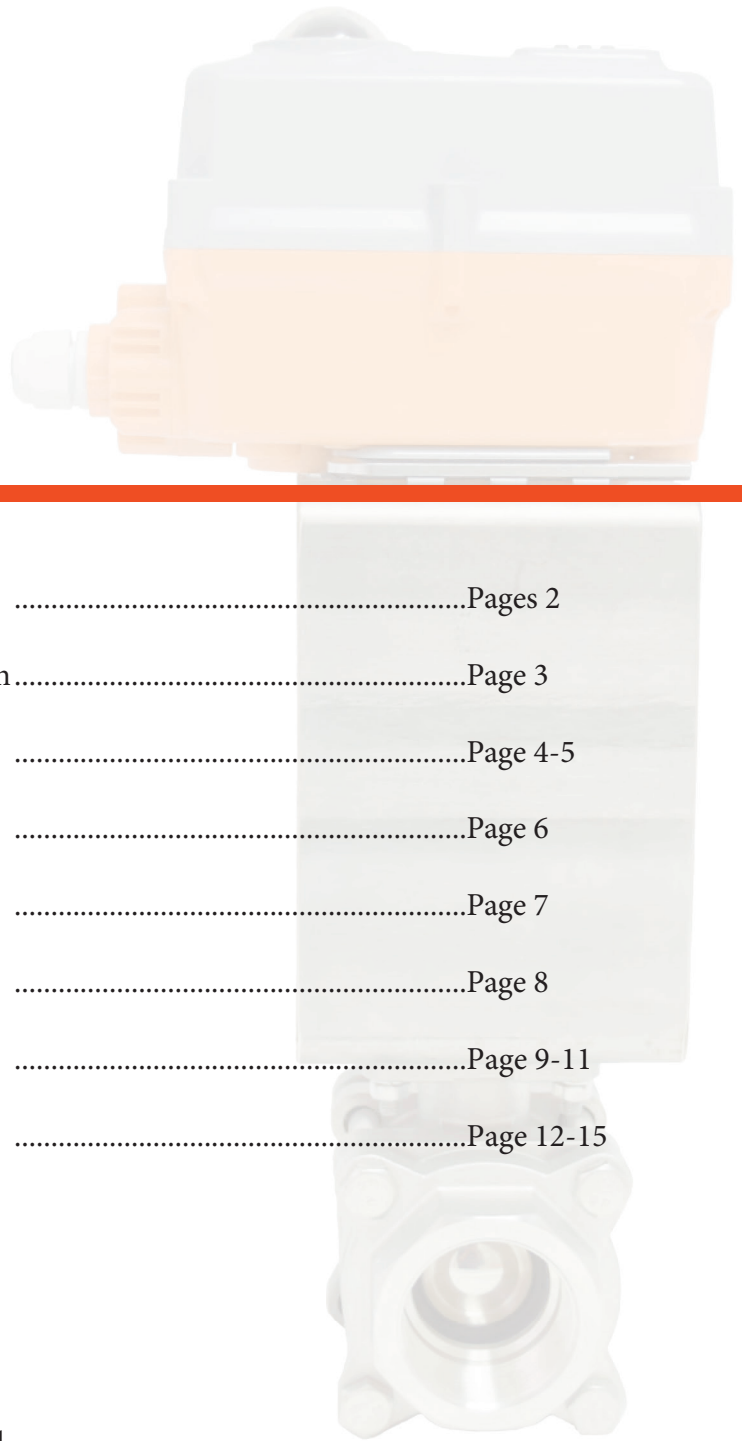 ..............................................................Pages 2
n..............................................................Page 3
..............................................................Page 4-5
..............................................................Page 6
..............................................................Page 7
..............................................................Page 8
..............................................................Page 9-11
..............................................................Page 12-15